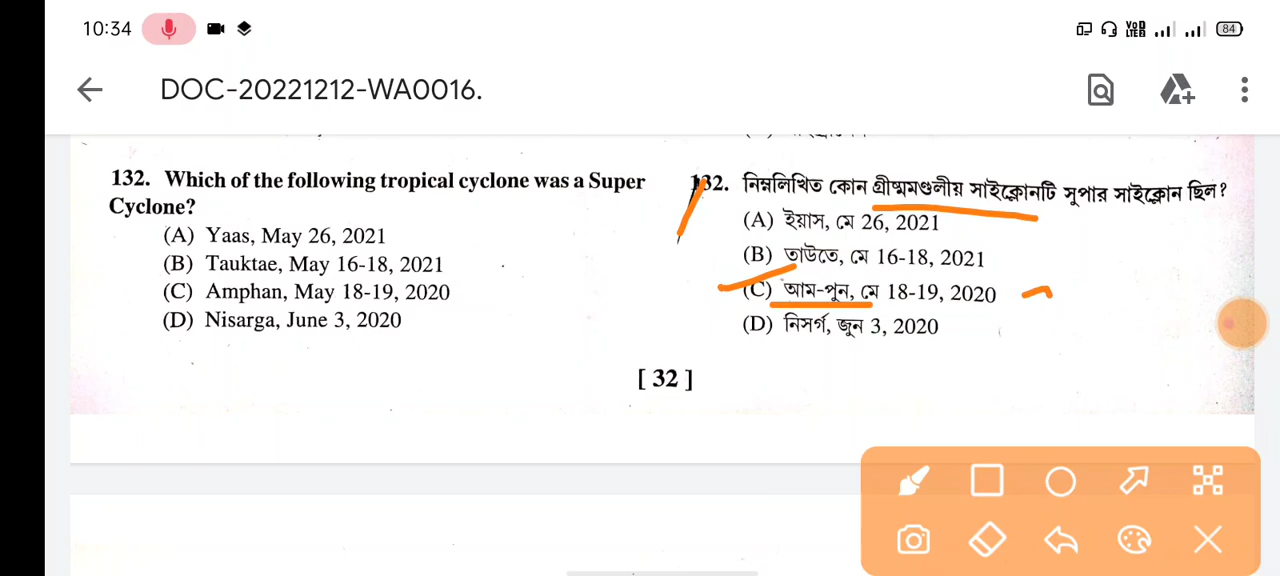 10:34
VoD
LTE
84
DOC-20221212-WA0016.
132. Which of the following tropical cyclone was a Super
Cyclone?
(A) Yaas, May 26, 2021
(B) Tauktae, May 16-18, 2021
(C) Amphan, May 18-19, 2020
(D) Nisarga, June 3, 2020
132. নিম্নলিখিত কোন গ্রীষ্মমণ্ডলীয় সাইক্লোনটি সুপার সাইক্লোন ছিল?
(A) ইয়াস, মে 26, 2021
(B) তাউতে, মে 16-18, 2021
(C) আম-পুন, মে 18-19, 2020
(D) নিসর্গ, জুন 3, 2020
[ 32 ]